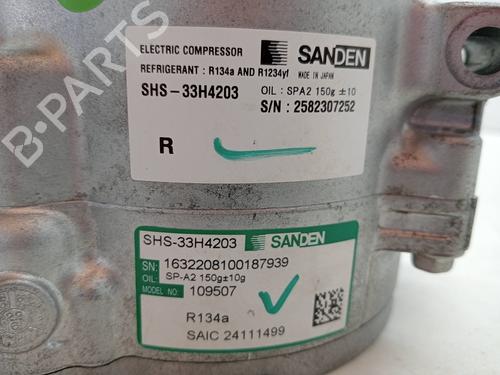 ELECTRIC COMPRESSOR SANDEN
REFRIGERANT : R134a AND R1234yf MADE IN JAPAN
SHS-33H4203 OIL : SPA2 150g ±10
S/N : 2582307252
R
B-PARTS
SHS-33H4203 SANDEN
SN: 1632208100187939
OIL: SP-A2 150g±10g
MODEL NO 109507
R134a
SAIC 24111499